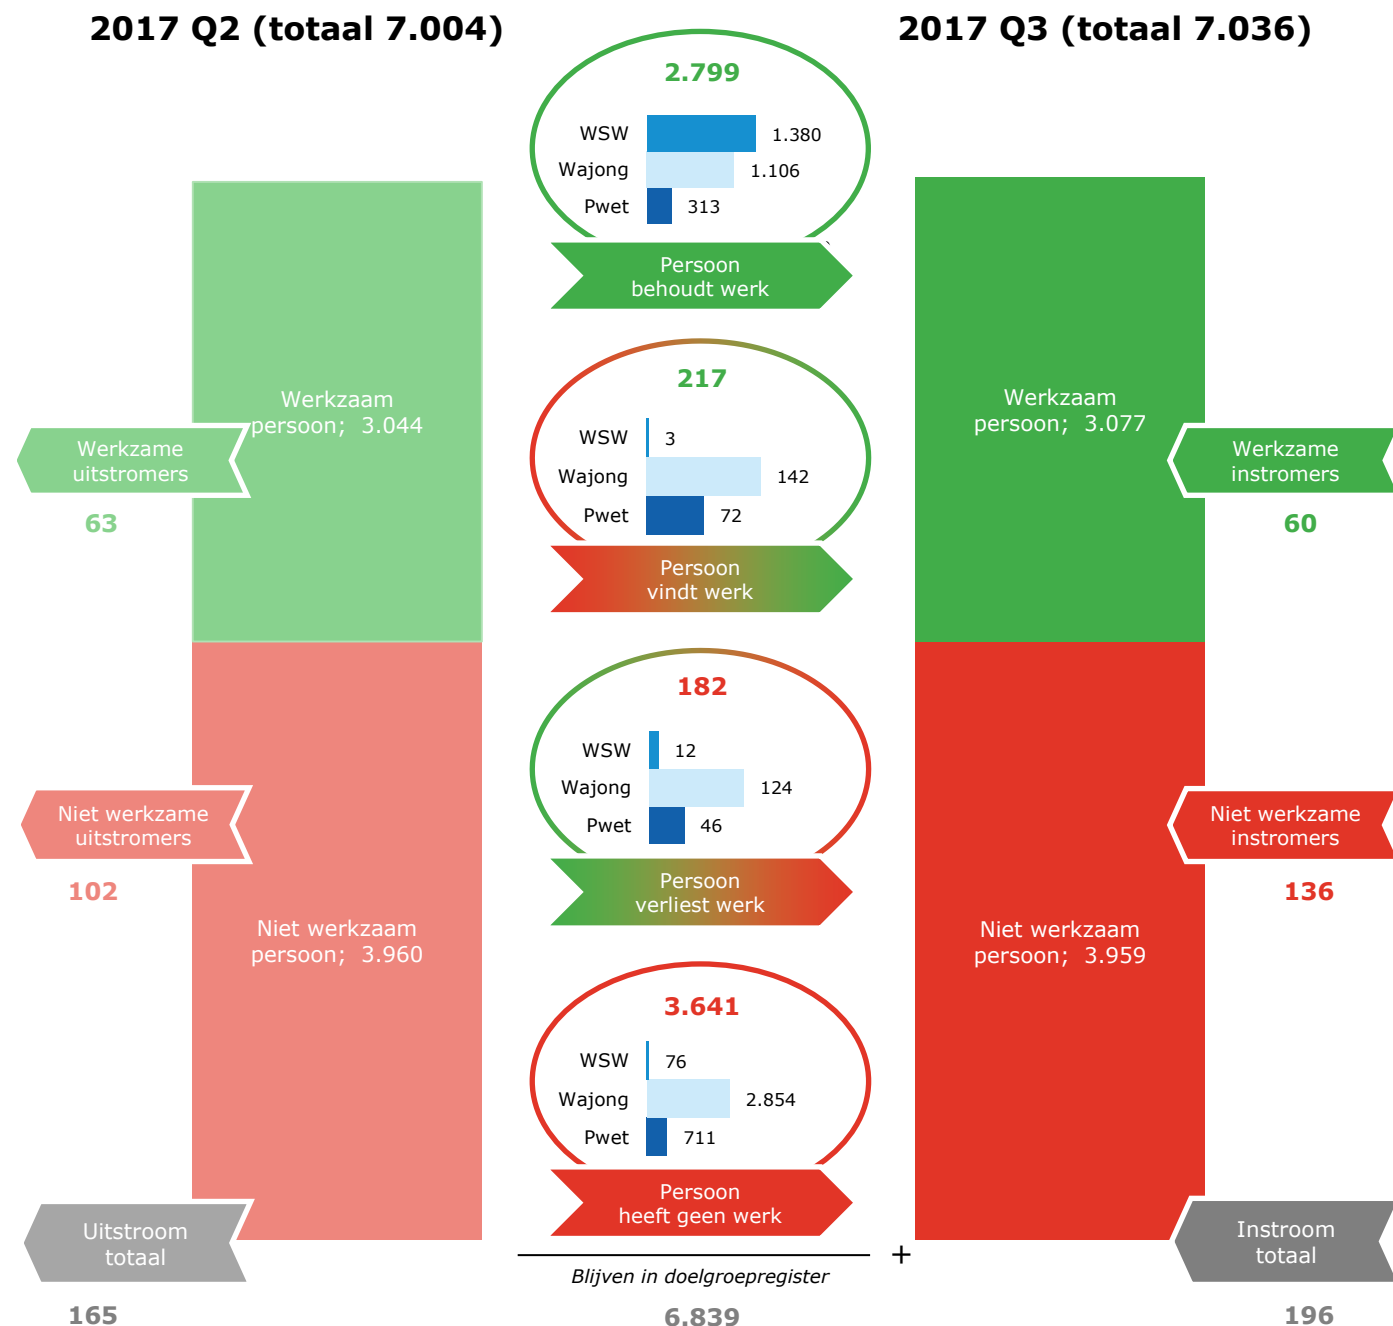 2017 Q2 (totaal 7.004)
2017 Q3 (totaal 7.036)
2.799
WSW 1.380
Wajong 1.106
Pwet 313
Persoon
behoudt werk
217
WSW 3
Wajong 142
Pwet 72
Persoon
vindt werk
182
WSW 12
Wajong 124
Pwet 46
Persoon
verliest werk
3.641
WSW 76
Wajong 2.854
Pwet 711
Persoon
heeft geen werk
Werkzaam
persoon; 3.044
Werkzame
uitstromers
63
Niet werkzame
uitstromers
102
Niet werkzaam
persoon; 3.960
Uitstroom
totaal
165
Werkzaam
persoon; 3.077
Werkzame
instromers
60
Niet werkzame
instromers
136
Niet werkzaam
persoon; 3.959
Instroom
totaal
196
+
Blijven in doelgroepregister
6.839